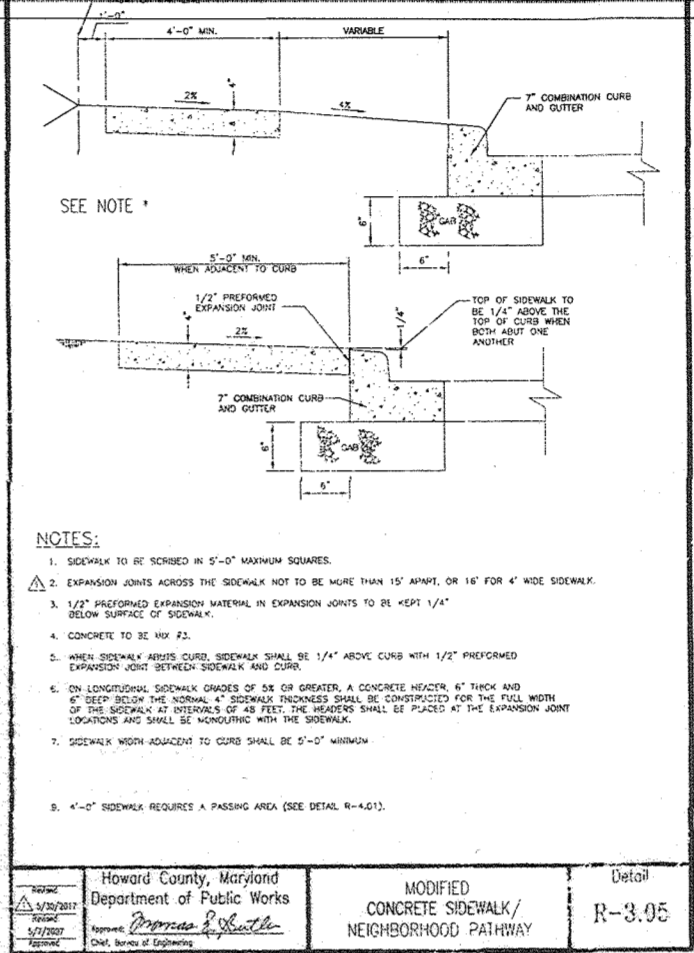 1'-0"
4'-0" MIN.
VARIABLE
2%
4"
4%
7" COMBINATION CURB
AND GUTTER
SEE NOTE *
6"
GAB
6"
5'-0" MIN.
WHEN ADJACENT TO CURB
1/2" PREFORMED
EXPANSION JOINT
4"
2%
1/4"
TOP OF SIDEWALK TO
BE 1/4" ABOVE THE
TOP OF CURB WHEN
BOTH ABUT ONE
ANOTHER
7" COMBINATION CURB
AND GUTTER
6"
GAB
6"
NOTES:
1. SIDEWALK TO BE SCRIBED IN 5'-0" MAXIMUM SQUARES.
2. EXPANSION JOINTS ACROSS THE SIDEWALK NOT TO BE MORE THAN 15' APART, OR 16' FOR 4' WIDE SIDEWALK.
3. 1/2" PREFORMED EXPANSION MATERIAL IN EXPANSION JOINTS TO BE KEPT 1/4"
BELOW SURFACE OF SIDEWALK.
4. CONCRETE TO BE MIX #3.
5. WHEN SIDEWALK ABUTS CURB, SIDEWALK SHALL BE 1/4" ABOVE CURB WITH 1/2" PREFORMED
EXPANSION JOINT BETWEEN SIDEWALK AND CURB.
6. ON LONGITUDINAL SIDEWALK GRADES OF 5% OR GREATER, A CONCRETE HEADER, 6" THICK AND
6" DEEP BELOW THE NORMAL 4" SIDEWALK THICKNESS SHALL BE CONSTRUCTED FOR THE FULL WIDTH
OF THE SIDEWALK AT INTERVALS OF 48 FEET. THE HEADERS SHALL BE PLACED AT THE EXPANSION JOINT
LOCATIONS AND SHALL BE MONOLITHIC WITH THE SIDEWALK.
7. SIDEWALK WIDTH ADJACENT TO CURB SHALL BE 5'-0" MINIMUM
9. 4'-0" SIDEWALK REQUIRES A PASSING AREA (SEE DETAIL R-4.01).
Revised
5/30/2017
Revised
5/7/2007
Approved
Howard County, Maryland
Department of Public Works
Approved: Thomas E. Butler
Chief, Bureau of Engineering
MODIFIED
CONCRETE SIDEWALK/
NEIGHBORHOOD PATHWAY
Detail
R-3.05